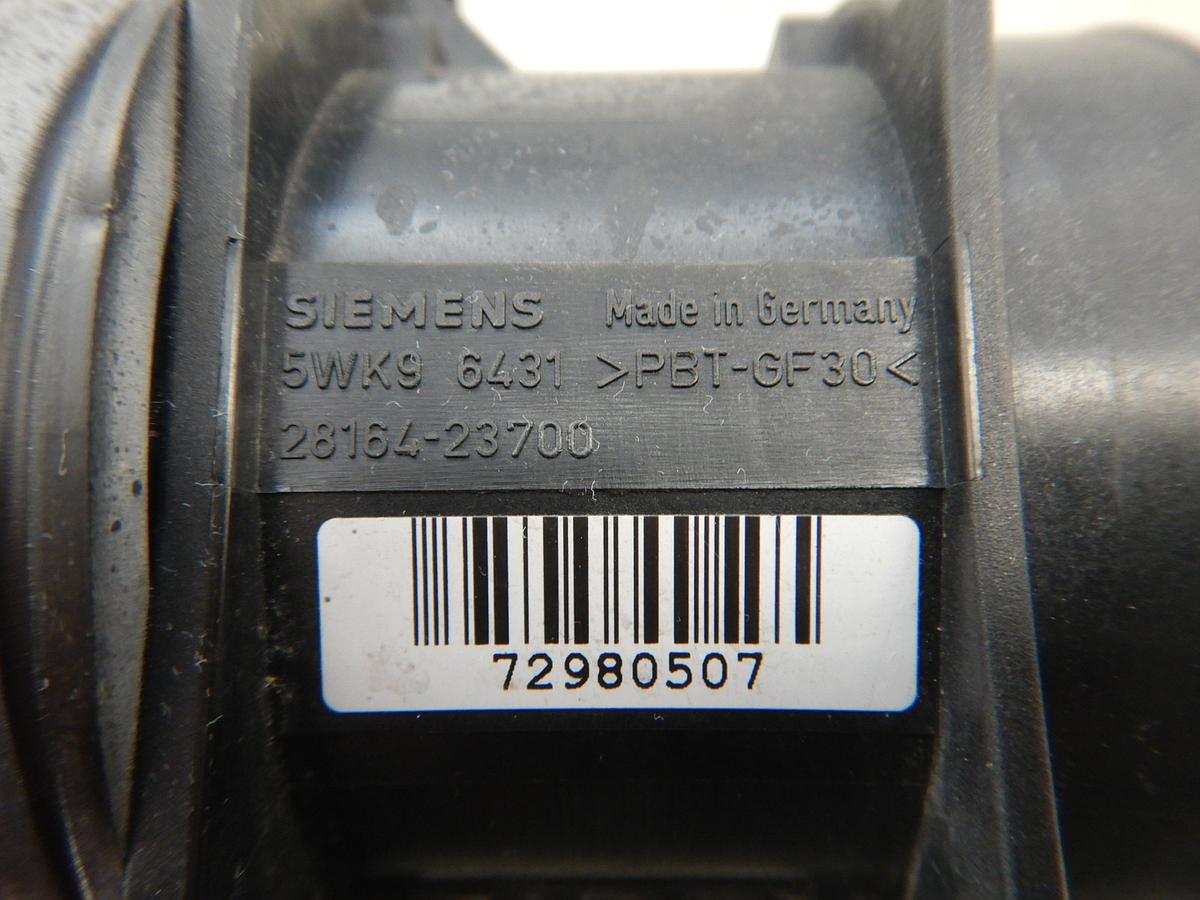 SIEMENS Made in Germany
5WK9 6431 >PBT-GF30<
28164-23700
72980507